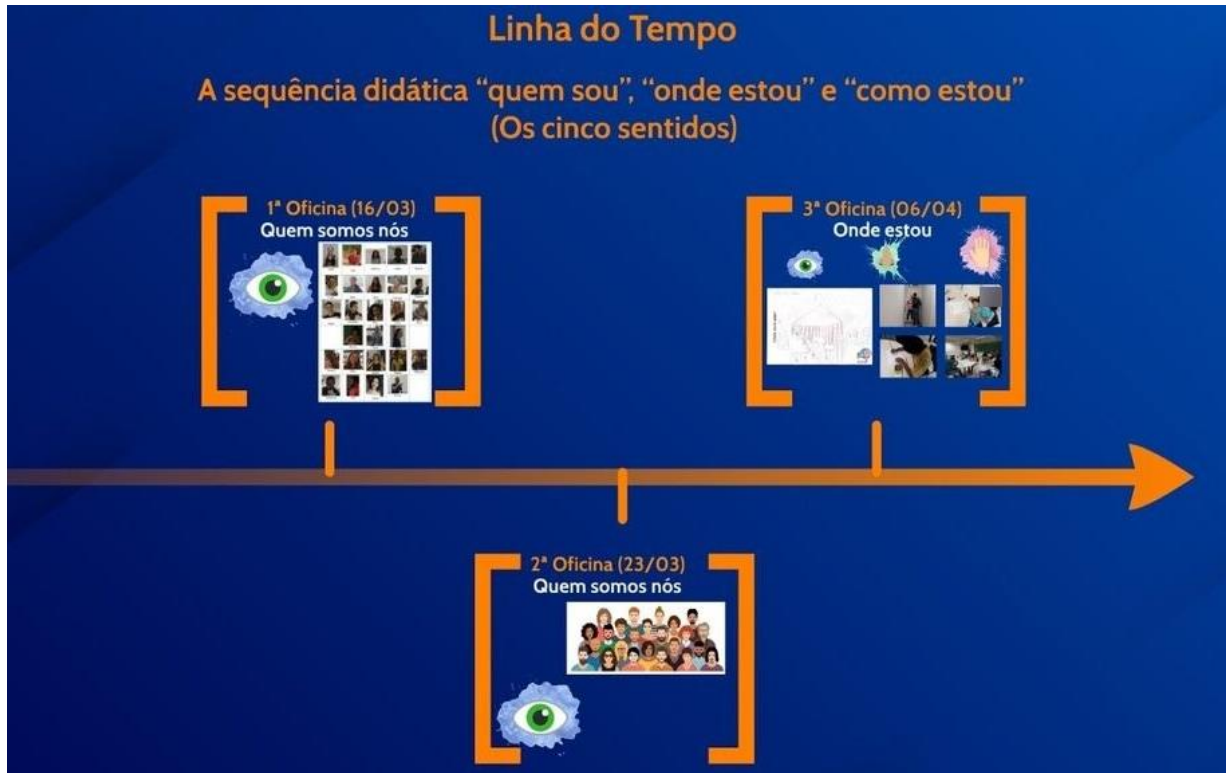 Linha do Tempo
A sequência didática “quem sou”, “onde estou” e “como estou”
(Os cinco sentidos)
1ª Oficina (16/03)
Quem somos nós
3ª Oficina (06/04)
Onde estou
2ª Oficina (23/03)
Quem somos nós